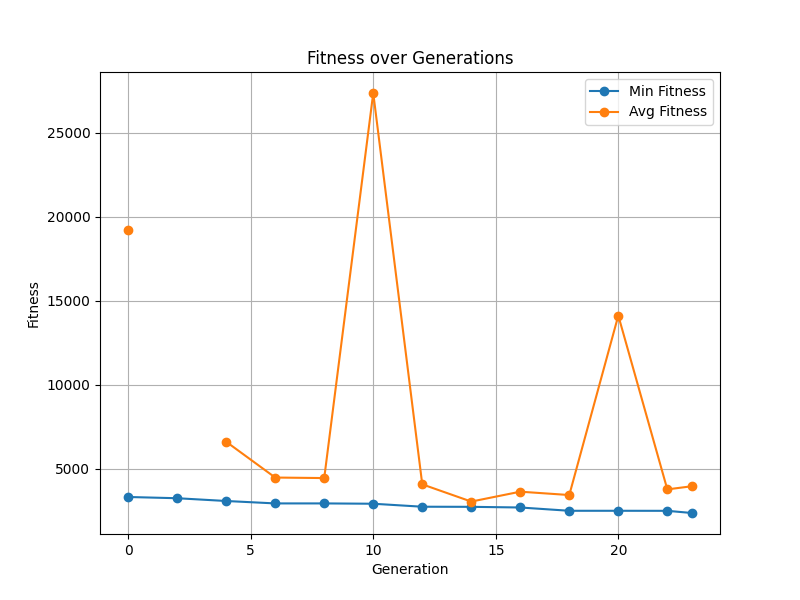 Fitness over Generations
Min Fitness
Avg Fitness
25000
20000
15000
10000
5000
Fitness
0 5 10 15 20
Generation